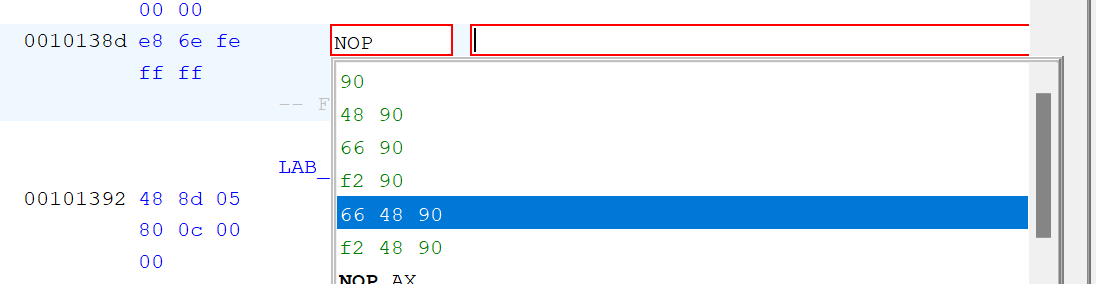 00 00
0010138d e8 6e fe NOP
ff ff
-- F
90
48 90
66 90
f2 90
66 48 90
f2 48 90
NOP AX
LAB_
00101392 48 8d 05
80 0c 00
00